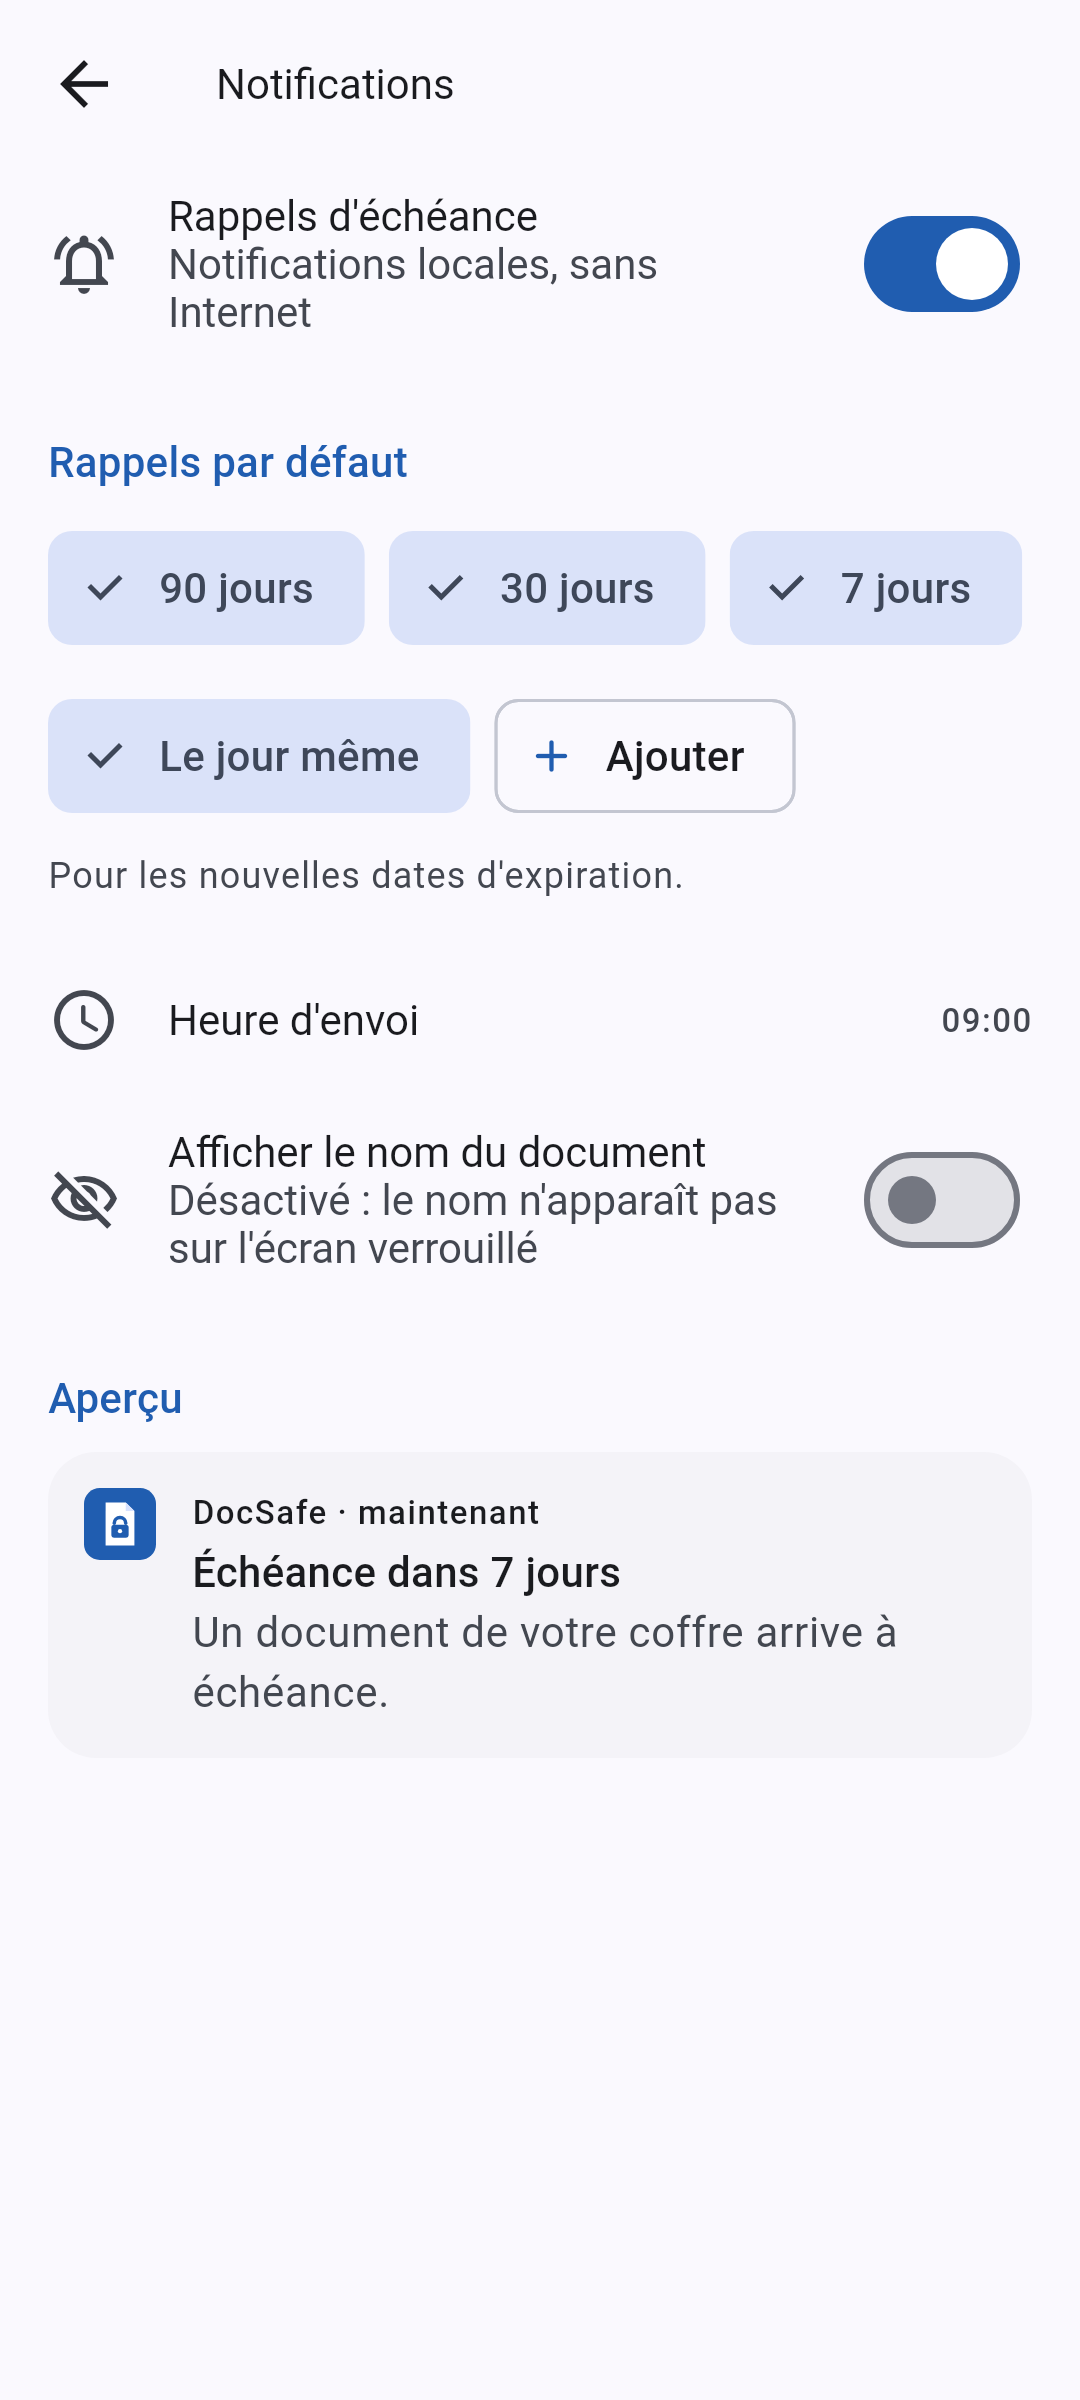 Notifications
Rappels d'échéance
Notifications locales, sans
Internet
Rappels par défaut
90 jours
30 jours
7 jours
Le jour même
Ajouter
Pour les nouvelles dates d'expiration.
Heure d'envoi
09:00
Afficher le nom du document
Désactivé : le nom n'apparaît pas
sur l'écran verrouillé
Aperçu
DocSafe · maintenant
Échéance dans 7 jours
Un document de votre coffre arrive à
échéance.